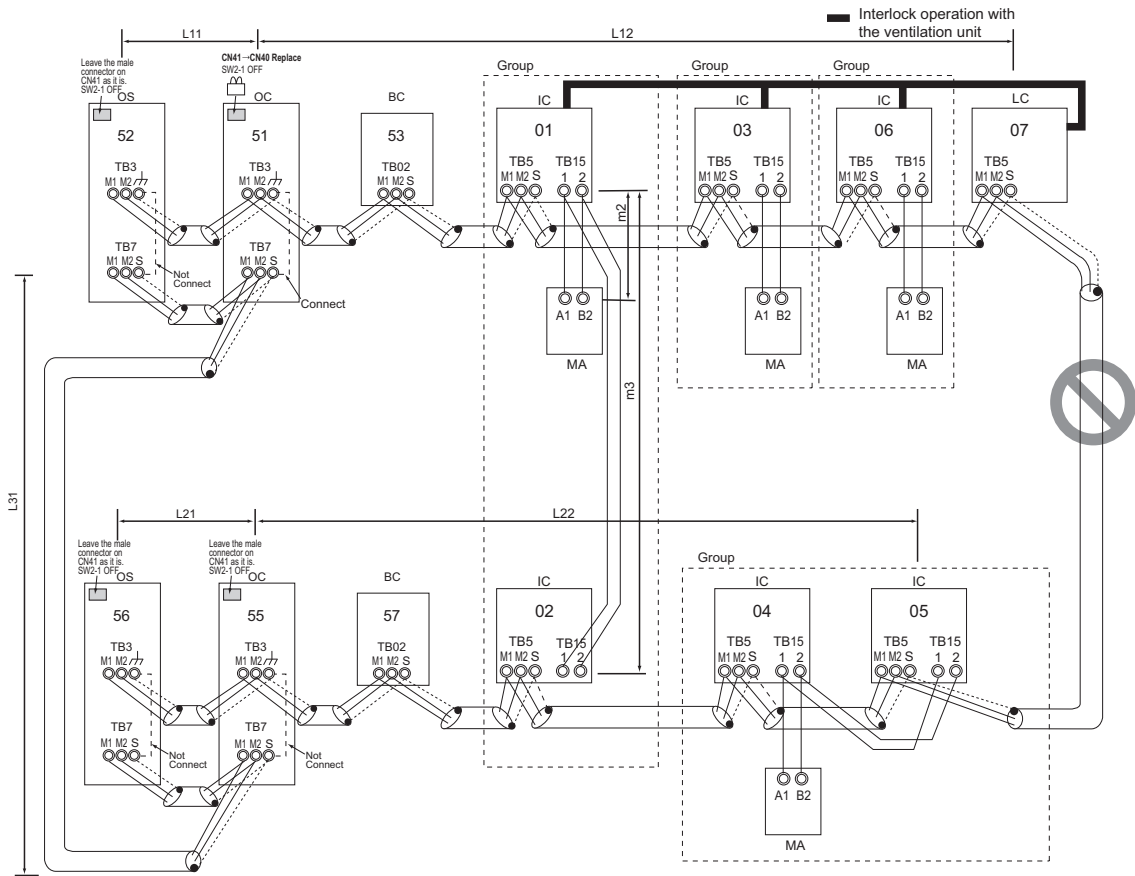 Interlock operation with
the ventilation unit
L11
L12
Leave the male
connector on
CN41 as it is.
SW2-1 OFF
CN41→CN40 Replace
SW2-1 OFF
Group
Group
Group
OS
OC
BC
IC
IC
IC
LC
52
51
53
01
03
06
07
TB3
TB3
TB02
TB5
TB15
TB5
TB15
TB5
TB15
TB5
M1 M2
M1 M2
M1 M2 S
M1 M2 S
1 2
M1 M2 S
1 2
M1 M2 S
1 2
M1 M2 S
m2
TB7
TB7
M1 M2 S
M1 M2 S
Not
Connect
Connect
A1 B2
A1 B2
A1 B2
MA
MA
MA
m3
L31
L21
L22
Leave the male
connector on
CN41 as it is.
SW2-1 OFF
Leave the male
connector on
CN41 as it is.
SW2-1 OFF
Group
OS
OC
BC
IC
IC
IC
56
55
57
02
04
05
TB3
TB3
TB02
TB5
TB15
TB5
TB15
TB5
TB15
M1 M2
M1 M2
M1 M2 S
M1 M2 S
1 2
M1 M2 S
1 2
M1 M2 S
1 2
TB7
TB7
M1 M2 S
M1 M2 S
Not
Connect
Not
Connect
A1 B2
MA